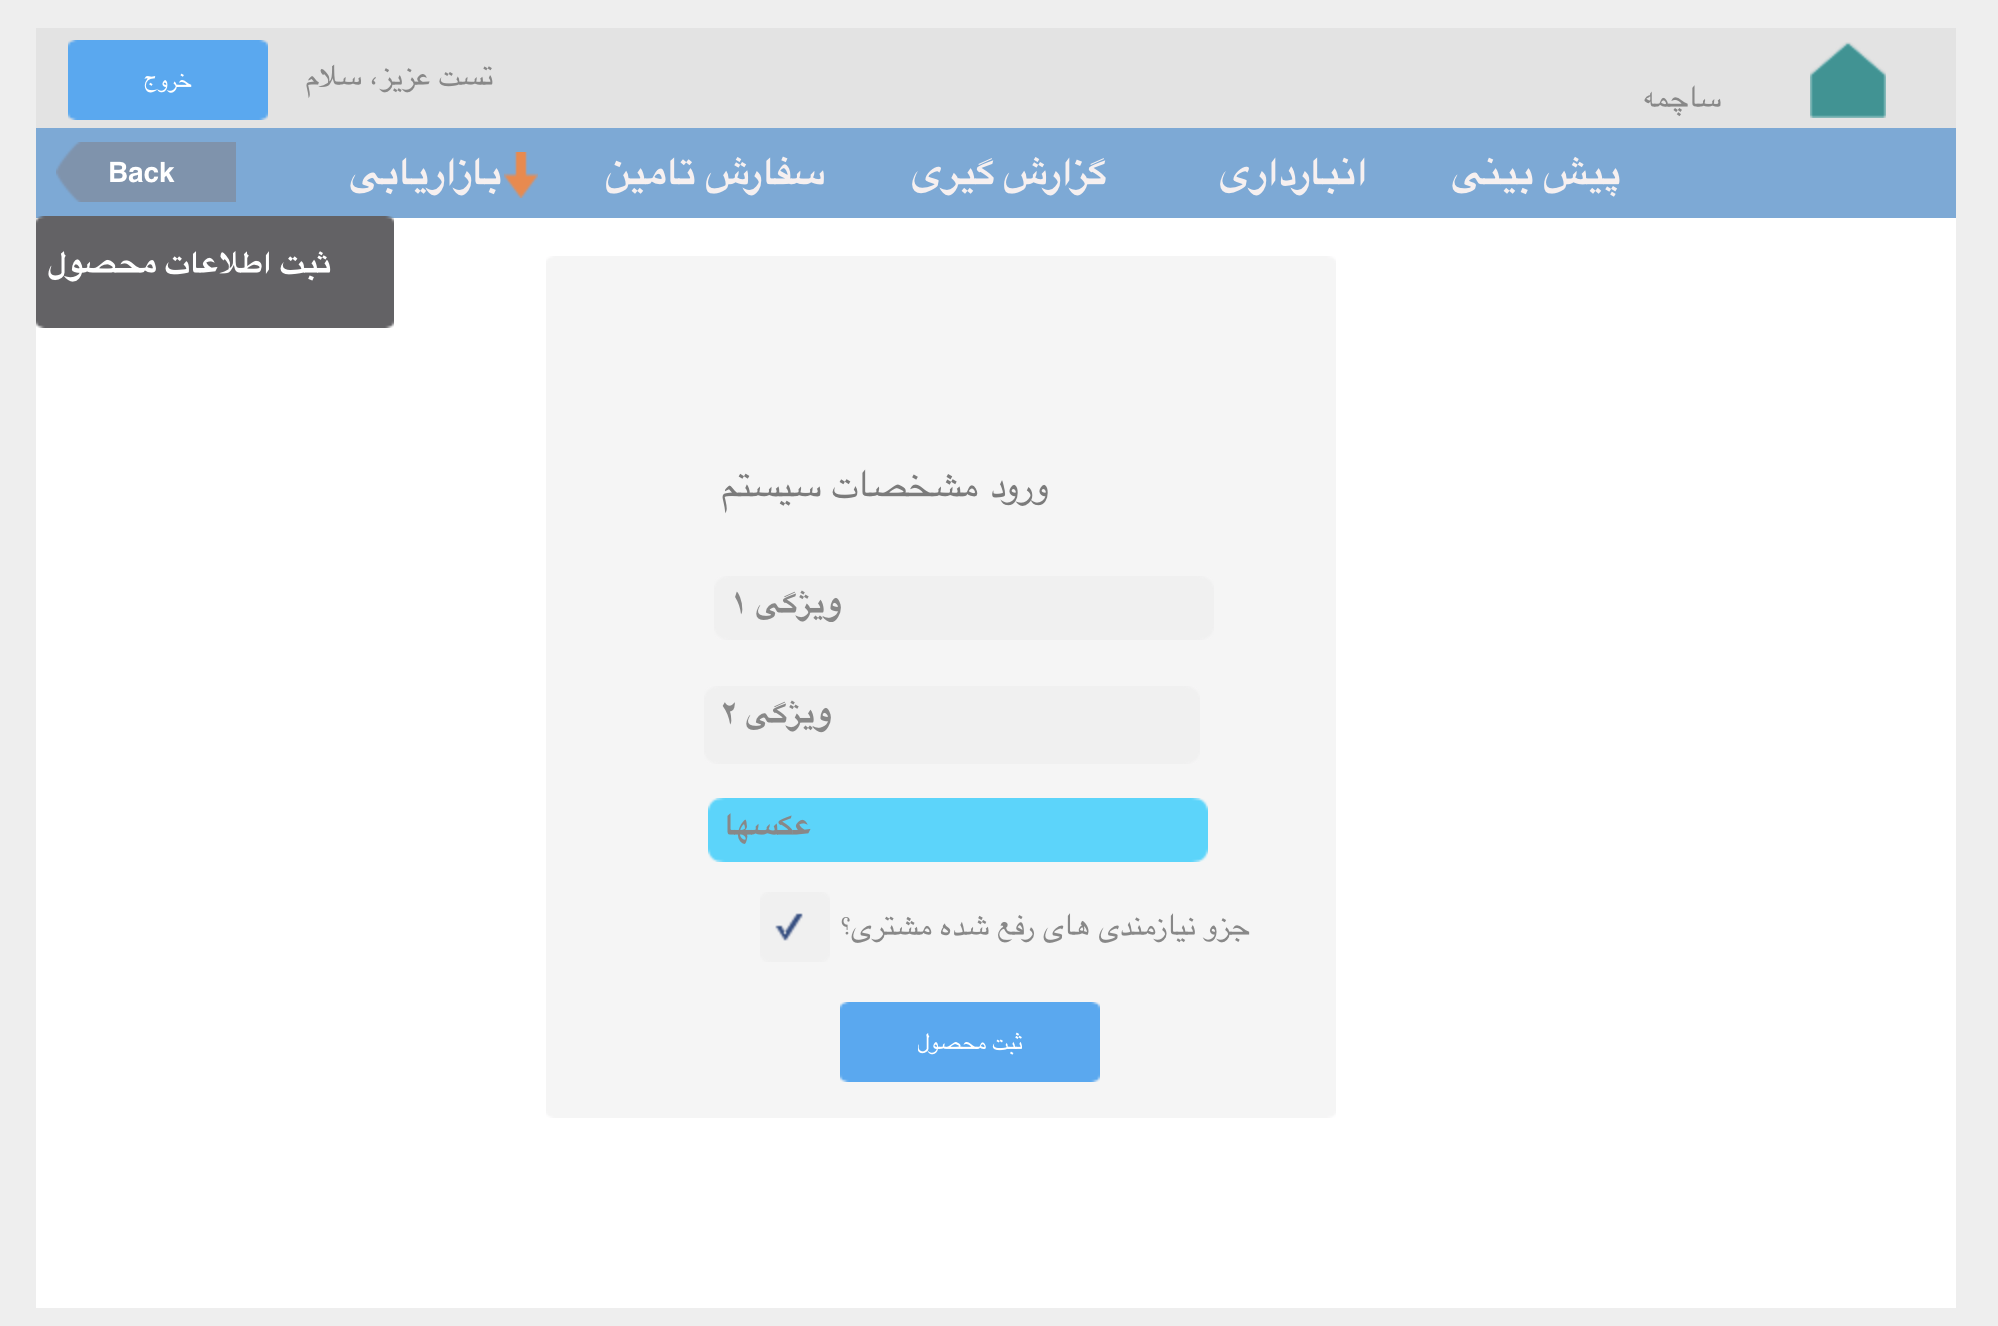 ساچمه
تست عزیز، سلام
خروج
پیش بینی
انبارداری
گزارش گیری
سفارش تامین
بازاریابی
Back
ثبت اطلاعات محصول
ورود مشخصات سیستم
ویژگی ۱
ویژگی ۲
عکسها
جزو نیازمندی های رفع شده مشتری؟
ثبت محصول